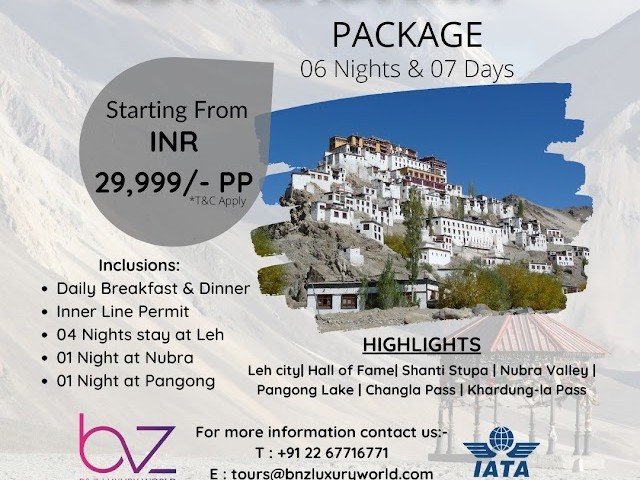 PACKAGE
06 Nights & 07 Days
Starting From
INR
29,999/- PP
*T&C Apply
Inclusions:
• Daily Breakfast & Dinner
• Inner Line Permit
• 04 Nights stay at Leh
• 01 Night at Nubra
• 01 Night at Pangong
HIGHLIGHTS
Leh city| Hall of Fame| Shanti Stupa | Nubra Valley |
Pangong Lake | Changla Pass | Khardung-la Pass
bvz
For more information contact us:-
T : +91 22 67716771
E : tours@bnzluxuryworld.com
IATA